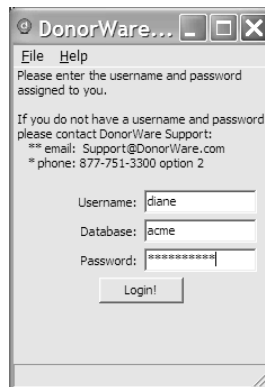 DonorWare...
File Help
Please enter the username and password
assigned to you.
If you do not have a username and password
please contact DonorWare Support:
** email: Support@DonorWare.com
* phone: 877-751-3300 option 2
Username: diane
Database: acme
Password: **********
Login!